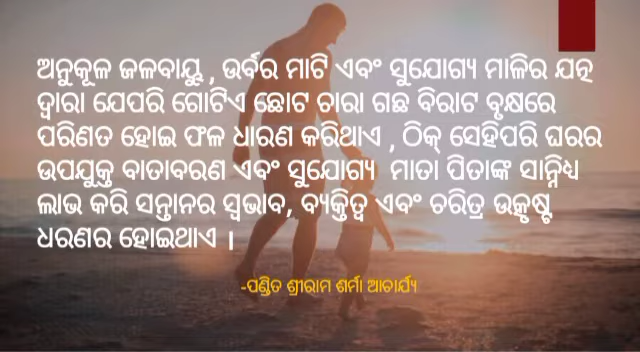 ଅନୁକୂଳ ଜଳବାୟୁ , ଉର୍ବର ମାଟି ଏବଂ ସୁଯୋଗ୍ୟ ମାଳିର ଯତ୍ନ
ଦ୍ୱାରା ଯେପରି ଗୋଟିଏ ଛୋଟ ଚାରା ଗଛ ବିରାଟ ବୃକ୍ଷରେ
ପରିଣତ ହୋଇ ଫଳ ଧାରଣ କରିଥାଏ , ଠିକ୍ ସେହିପରି ଘରର
ଉପଯୁକ୍ତ ବାତାବରଣ ଏବଂ ସୁଯୋଗ୍ୟ ମାତା ପିତାଙ୍କ ସାନ୍ନିଧ୍ୟ
ଲାଭ କରି ସନ୍ତାନର ସ୍ୱଭାବ, ବ୍ୟକ୍ତିତ୍ୱ ଏବଂ ଚରିତ୍ର ଉତ୍କୃଷ୍ଟ
ଧରଣର ହୋଇଥାଏ ।
-ପଣ୍ଡିତ ଶ୍ରୀରାମ ଶର୍ମା ଆଚାର୍ଯ୍ୟ